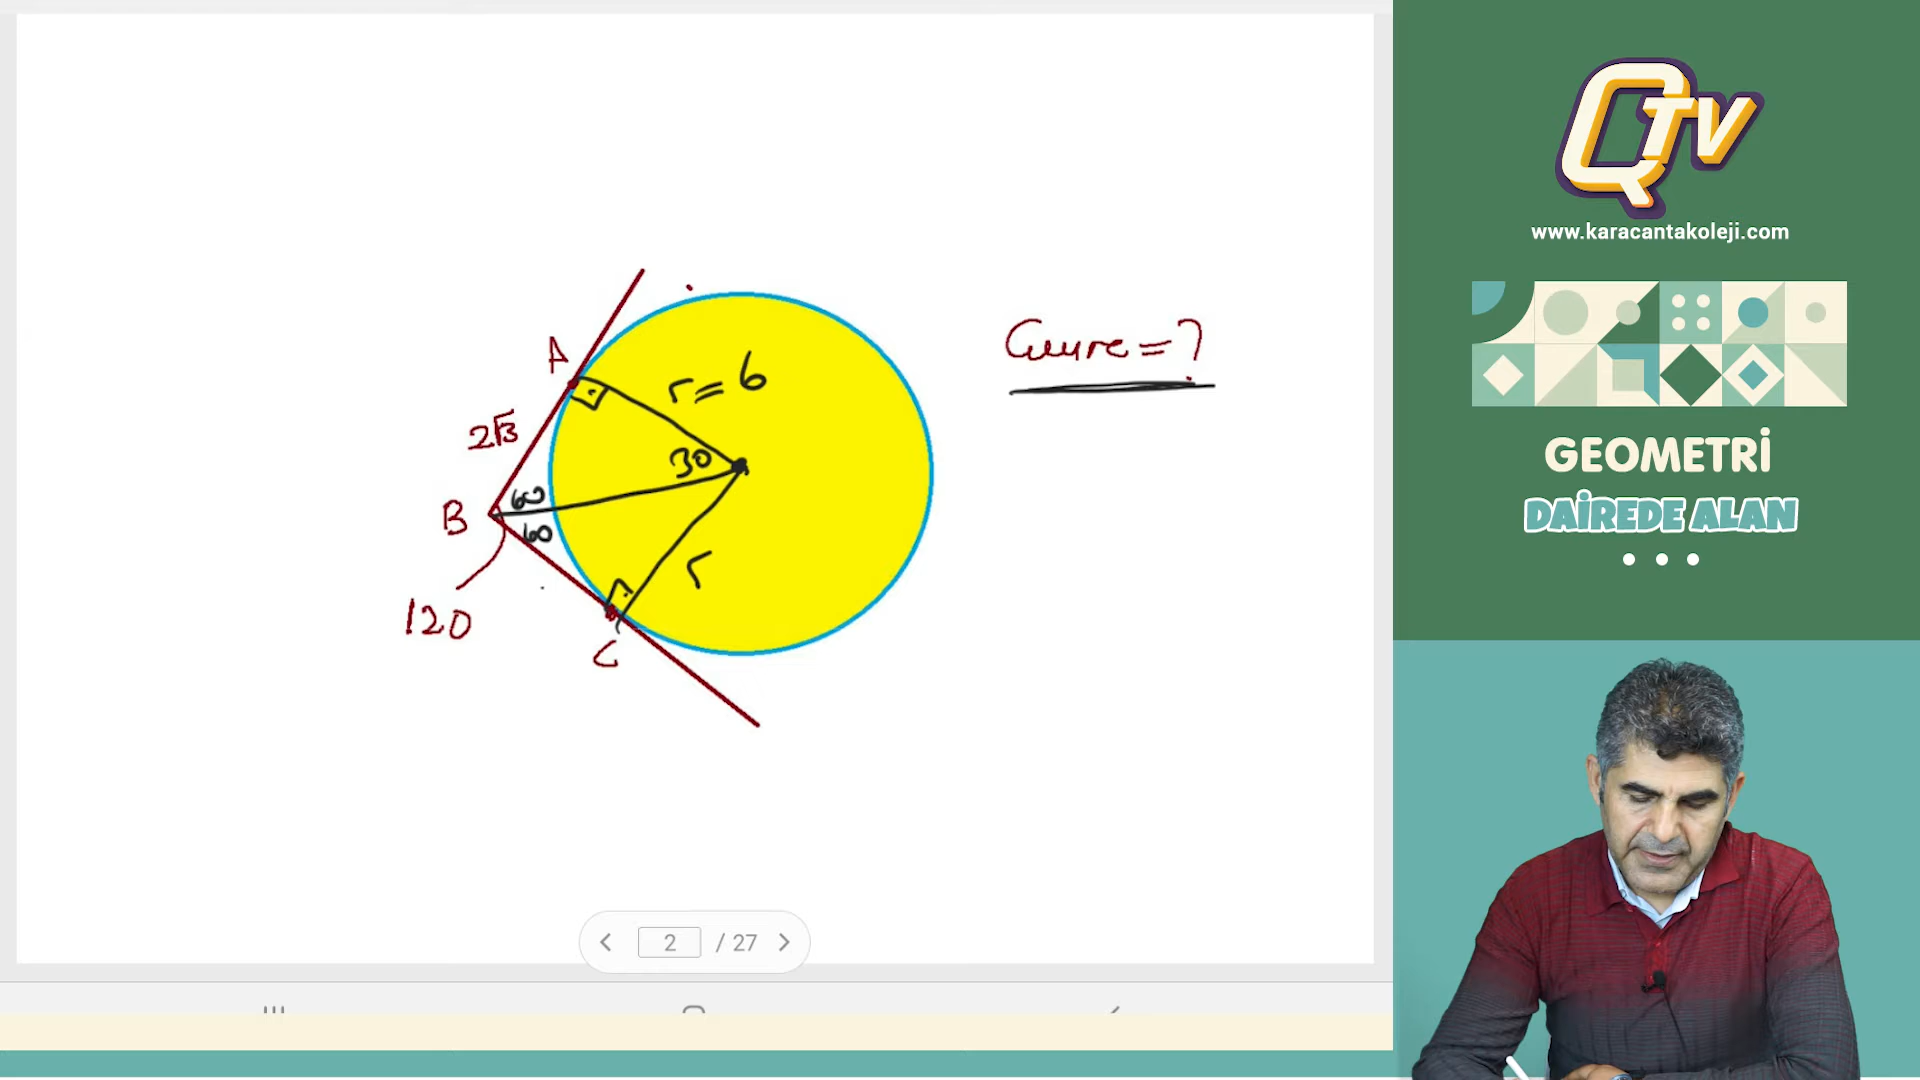 QTV
www.karacantakoleji.com
GEOMETRİ
DAİREDE ALAN
A
r=6
Çevre=?
2√3
30
B
60
60
r
120
C
2 / 27